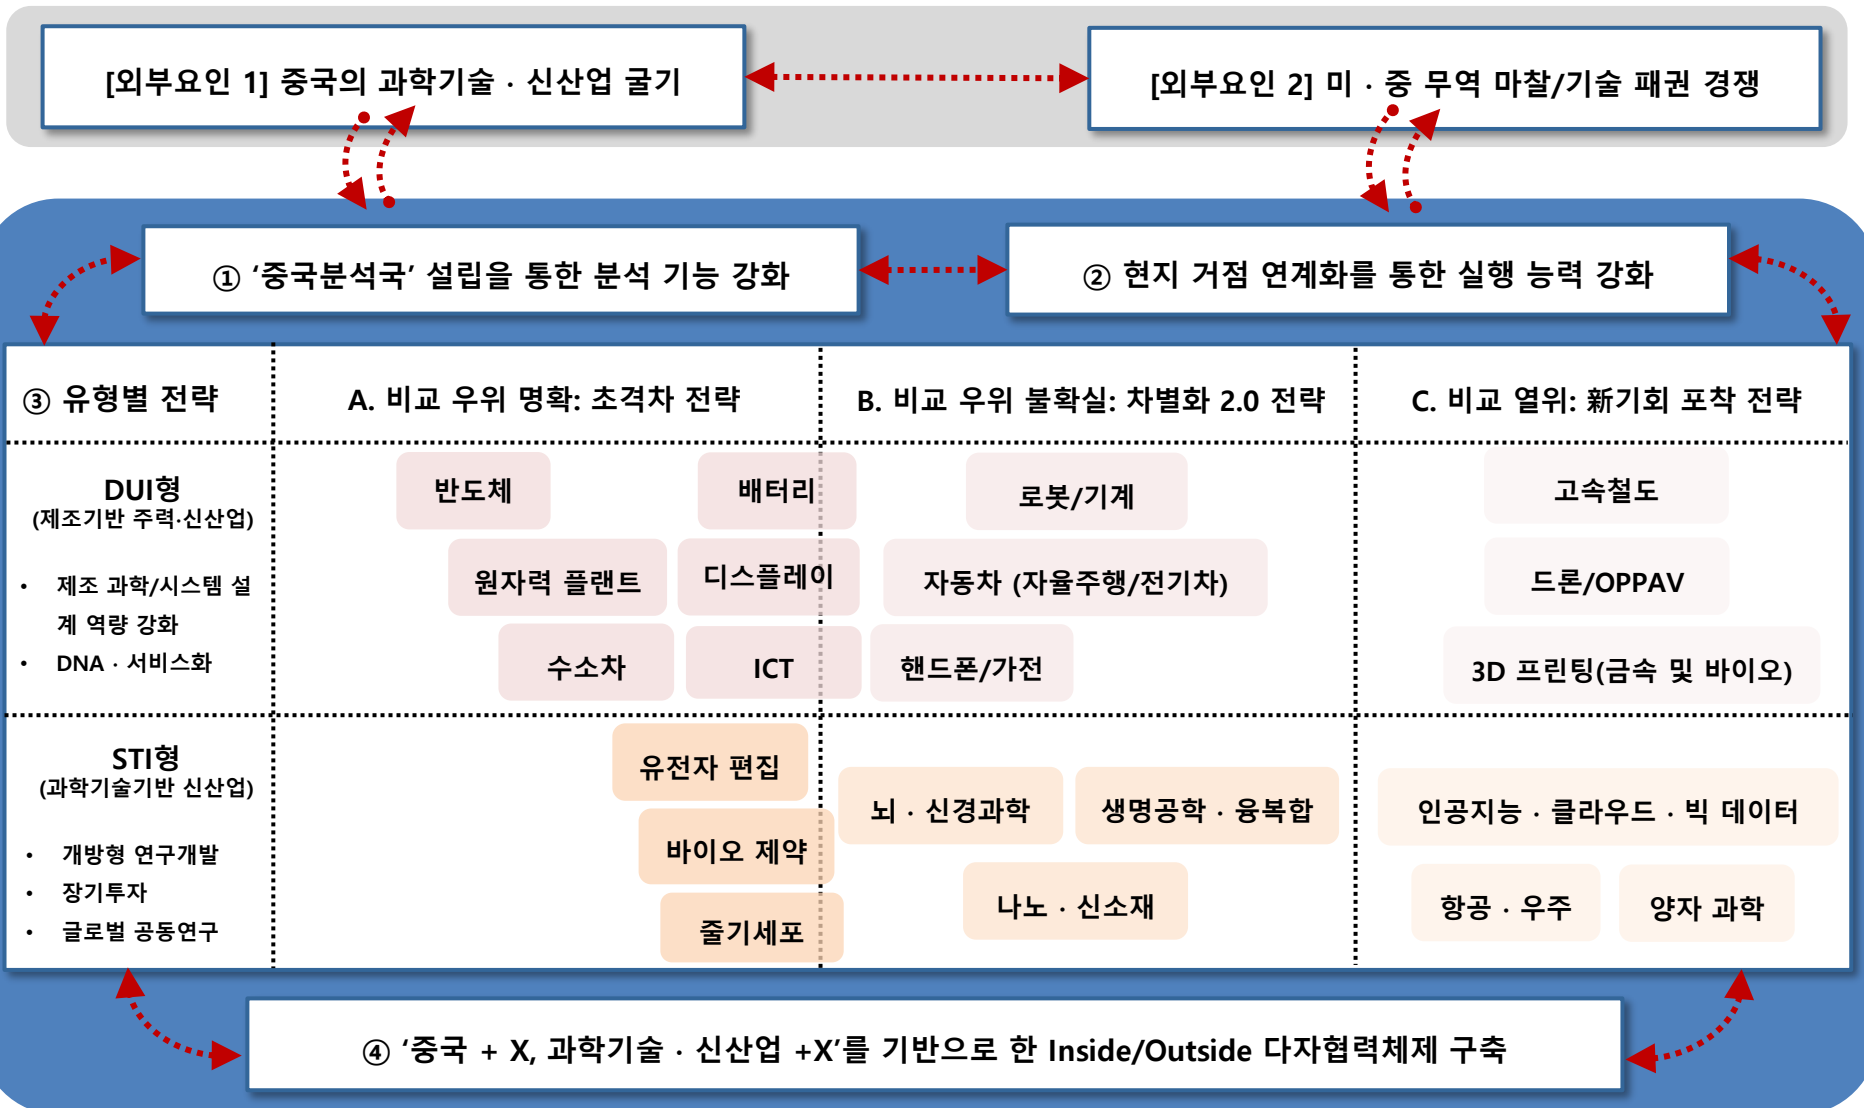 [외부요인 1] 중국의 과학기술 · 신산업 굴기
[외부요인 2] 미 · 중 무역 마찰/기술 패권 경쟁
① ‘중국분석국’ 설립을 통한 분석 기능 강화
② 현지 거점 연계화를 통한 실행 능력 강화
③ 유형별 전략
A. 비교 우위 명확: 초격차 전략
B. 비교 우위 불확실: 차별화 2.0 전략
C. 비교 열위: 新기회 포착 전략
DUI형
(제조기반 주력·신산업)
• 제조 과학/시스템 설
계 역량 강화
• DNA · 서비스화
반도체
배터리
원자력 플랜트
디스플레이
수소차
ICT
로봇/기계
자동차 (자율주행/전기차)
핸드폰/가전
고속철도
드론/OPPAV
3D 프린팅(금속 및 바이오)
STI형
(과학기술기반 신산업)
• 개방형 연구개발
• 장기투자
• 글로벌 공동연구
유전자 편집
바이오 제약
줄기세포
뇌 · 신경과학
생명공학 · 융복합
나노 · 신소재
인공지능 · 클라우드 · 빅 데이터
항공 · 우주
양자 과학
④ ‘중국 + X, 과학기술 · 신산업 +X’를 기반으로 한 Inside/Outside 다자협력체제 구축